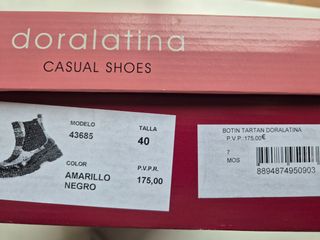 doralatina
CASUAL SHOES
MODELO
43685
TALLA
40
COLOR
AMARILLO
NEGRO
P.V.P.R.
175,00
BOTIN TARTAN DORALATINA
P.V.P.:175,00€
7
MOS
8894874950903